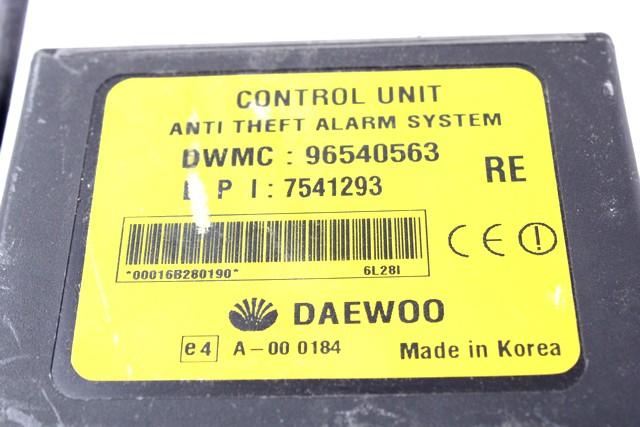 CONTROL UNIT
ANTI THEFT ALARM SYSTEM
DWMC : 96540563
P I : 7541293
RE
CE
*00016B280190* 6L28I
DAEWOO
e4 A-00 0184 Made in Korea